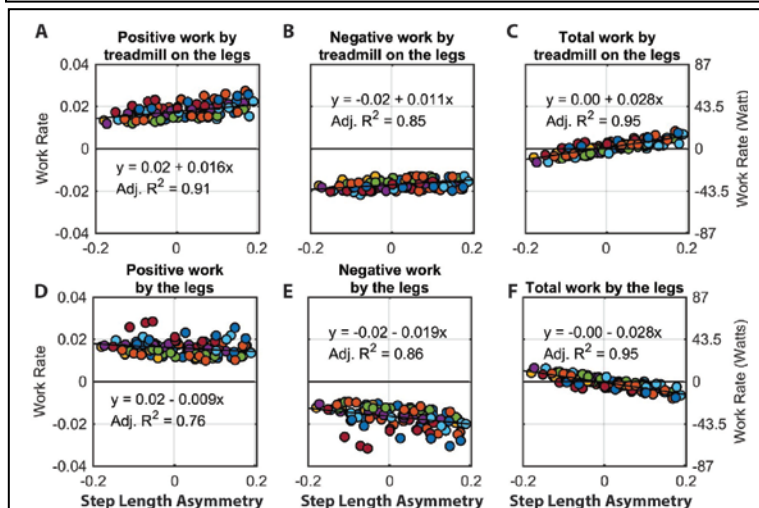 A
Positive work by
treadmill on the legs
B
Negative work by
treadmill on the legs
C
Total work by
treadmill on the legs
0.04
0.02
0
-0.02
-0.04
Work Rate
y = 0.02 + 0.016x
Adj. R² = 0.91
-0.2
0
0.2
y = -0.02 + 0.011x
Adj. R² = 0.85
-0.2
0
0.2
y = 0.00 + 0.028x
Adj. R² = 0.95
-0.2
0
0.2
87
43.5
0
-43.5
-87
Work Rate (Watt)
D
Positive work
by the legs
E
Negative work
by the legs
F
Total work by the legs
0.04
0.02
0
-0.02
-0.04
Work Rate
y = 0.02 - 0.009x
Adj. R² = 0.76
-0.2
0
0.2
y = -0.02 - 0.019x
Adj. R² = 0.86
-0.2
0
0.2
y = -0.00 - 0.028x
Adj. R² = 0.95
-0.2
0
0.2
87
43.5
0
-43.5
-87
Work Rate (Watts)
Step Length Asymmetry
Step Length Asymmetry
Step Length Asymmetry